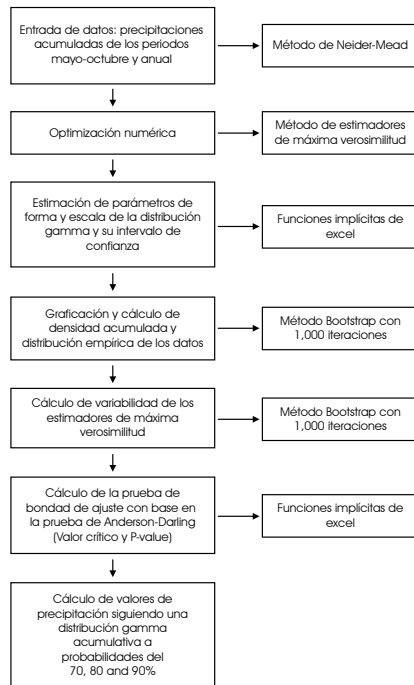 Entrada de datos: precipitaciones
acumuladas de los periodos
mayo-octubre y anual
Método de Neider-Mead
Optimización numérica
Método de estimadores
de máxima verosimilitud
Estimación de parámetros de
forma y escala de la distribución
gamma y su intervalo de
confianza
Funciones implícitas de
excel
Graficación y cálculo de
densidad acumulada y
distribución empírica de los datos
Método Bootstrap con
1,000 iteraciones
Cálculo de variabilidad de los
estimadores de máxima
verosimilitud
Método Bootstrap con
1,000 iteraciones
Cálculo de la prueba de
bondad de ajuste con base en
la prueba de Anderson-Darling
(Valor crítico y P-value)
Funciones implícitas de
excel
Cálculo de valores de
precipitación siguiendo una
distribución gamma
acumulativa a
probabilidades del
70, 80 and 90%